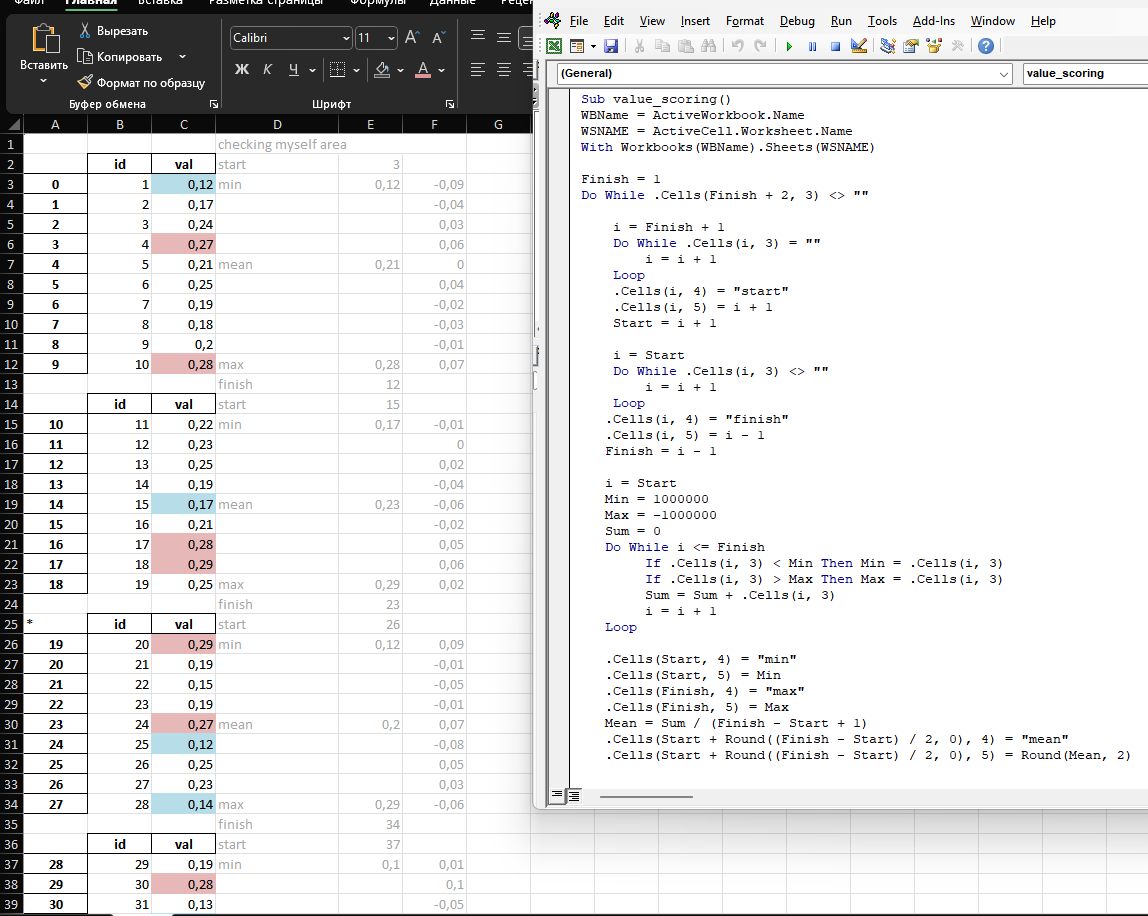 Файл Главная Вставка Разметка страницы Формулы Данные
Вставить
Вырезать
Копировать
Формат по образцу
Буфер обмена
Calibri 11
Ж К Ч
Шрифт
A B C D E F G
1 checking myself area
2 id val start 3
3 0 1 0,12 min 0,12 -0,09
4 1 2 0,17 -0,04
5 2 3 0,24 0,03
6 3 4 0,27 0,06
7 4 5 0,21 mean 0,21 0
8 5 6 0,25 0,04
9 6 7 0,19 -0,02
10 7 8 0,18 -0,03
11 8 9 0,2 -0,01
12 9 10 0,28 max 0,28 0,07
13 finish 12
14 id val start 15
15 10 11 0,22 min 0,17 -0,01
16 11 12 0,23 0
17 12 13 0,25 0,02
18 13 14 0,19 -0,04
19 14 15 0,17 mean 0,23 -0,06
20 15 16 0,21 -0,02
21 16 17 0,28 0,05
22 17 18 0,29 0,06
23 18 19 0,25 max 0,29 0,02
24 finish 23
25 * id val start 26
26 19 20 0,29 min 0,12 0,09
27 20 21 0,19 -0,01
28 21 22 0,15 -0,05
29 22 23 0,19 -0,01
30 23 24 0,27 mean 0,2 0,07
31 24 25 0,12 -0,08
32 25 26 0,25 0,05
33 26 27 0,23 0,03
34 27 28 0,14 max 0,29 -0,06
35 finish 34
36 id val start 37
37 28 29 0,19 min 0,1 0,01
38 29 30 0,28 0,1
39 30 31 0,13 -0,05
File Edit View Insert Format Debug Run Tools Add-Ins Window Help
(General) value_scoring
Sub value_scoring()
WBName = ActiveWorkbook.Name
WSNAME = ActiveCell.Worksheet.Name
With Workbooks(WBName).Sheets(WSNAME)
Finish = 1
Do While .Cells(Finish + 2, 3) <> ""
i = Finish + 1
Do While .Cells(i, 3) = ""
i = i + 1
Loop
.Cells(i, 4) = "start"
.Cells(i, 5) = i + 1
Start = i + 1
i = Start
Do While .Cells(i, 3) <> ""
i = i + 1
Loop
.Cells(i, 4) = "finish"
.Cells(i, 5) = i - 1
Finish = i - 1
i = Start
Min = 1000000
Max = -1000000
Sum = 0
Do While i <= Finish
If .Cells(i, 3) < Min Then Min = .Cells(i, 3)
If .Cells(i, 3) > Max Then Max = .Cells(i, 3)
Sum = Sum + .Cells(i, 3)
i = i + 1
Loop
.Cells(Start, 4) = "min"
.Cells(Start, 5) = Min
.Cells(Finish, 4) = "max"
.Cells(Finish, 5) = Max
Mean = Sum / (Finish - Start + 1)
.Cells(Start + Round((Finish - Start) / 2, 0), 4) = "mean"
.Cells(Start + Round((Finish - Start) / 2, 0), 5) = Round(Mean, 2)